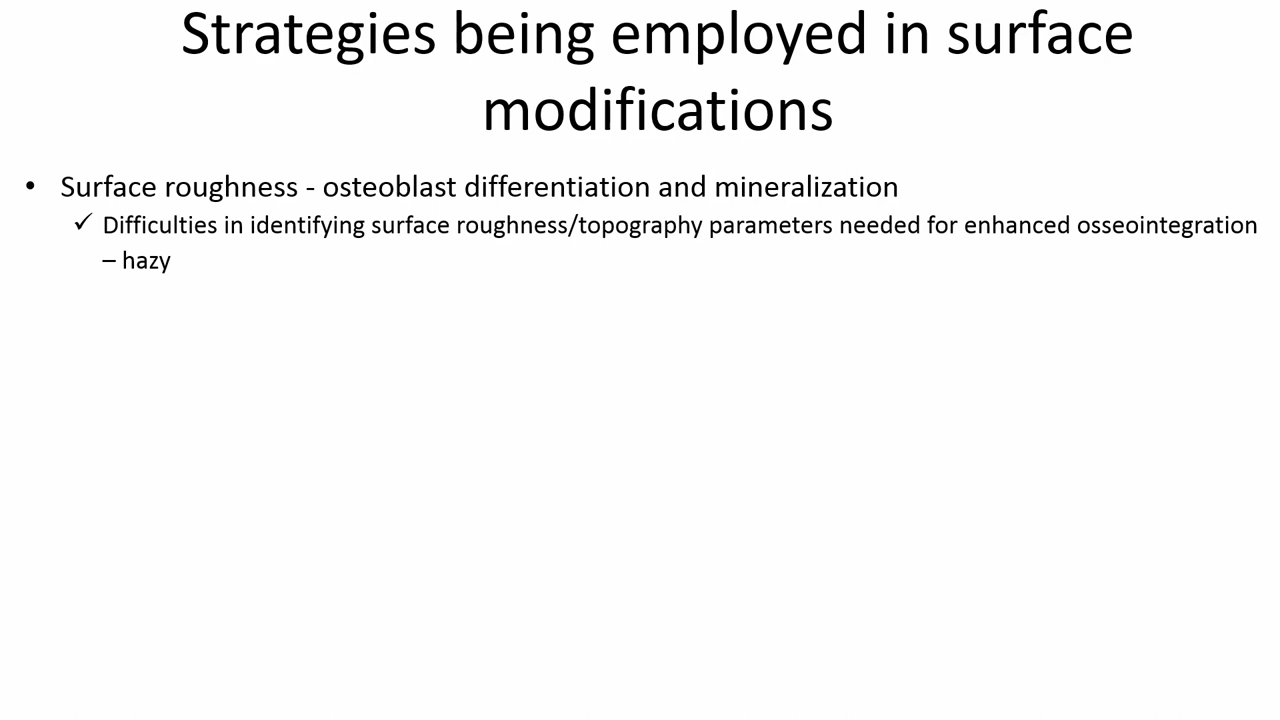 Strategies being employed in surface
modifications
• Surface roughness - osteoblast differentiation and mineralization
✓ Difficulties in identifying surface roughness/topography parameters needed for enhanced osseointegration
– hazy